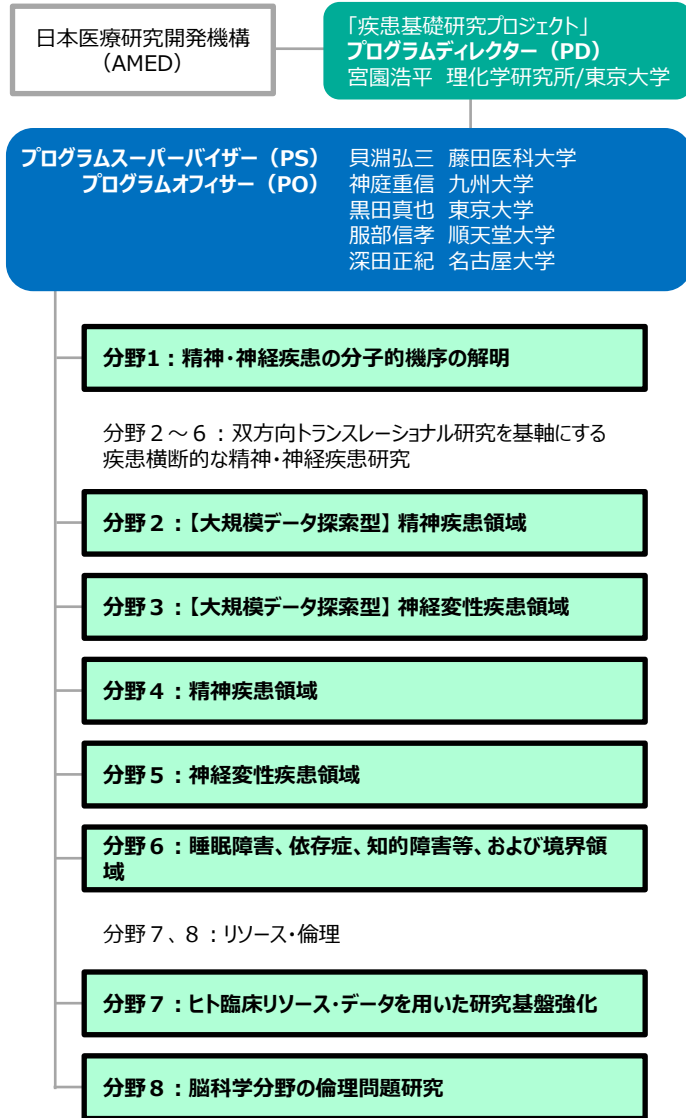 日本医療研究開発機構
（AMED）
「疾患基礎研究プロジェクト」
プログラムディレクター（PD）
宮園浩平 理化学研究所/東京大学
プログラムスーパーバイザー（PS） 貝淵弘三 藤田医科大学
プログラムオフィサー（PO） 神庭重信 九州大学
黒田真也 東京大学
服部信孝 順天堂大学
深田正紀 名古屋大学
分野1：精神・神経疾患の分子的機序の解明
分野２～６：双方向トランスレーショナル研究を基軸にする
疾患横断的な精神・神経疾患研究
分野２：【大規模データ探索型】精神疾患領域
分野３：【大規模データ探索型】神経変性疾患領域
分野４：精神疾患領域
分野５：神経変性疾患領域
分野６：睡眠障害、依存症、知的障害等、および境界領
域
分野７、８：リソース・倫理
分野７：ヒト臨床リソース・データを用いた研究基盤強化
分野８：脳科学分野の倫理問題研究